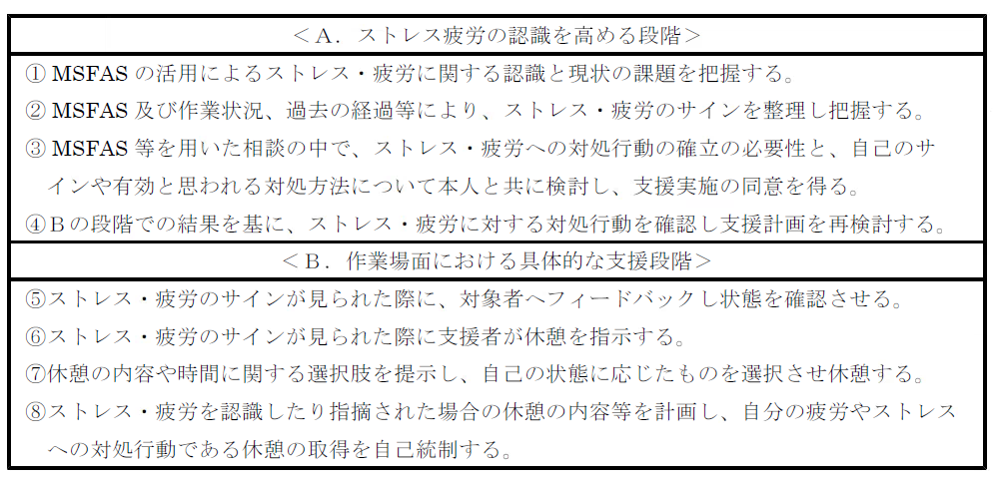 ＜Ａ．ストレス疲労の認識を高める段階＞
①MSFAS の活用によるストレス・疲労に関する認識と現状の課題を把握する。
②MSFAS 及び作業状況、過去の経過等により、ストレス・疲労のサインを整理し把握する。
③MSFAS 等を用いた相談の中で、ストレス・疲労への対処行動の確立の必要性と、自己のサ
インや有効と思われる対処方法について本人と共に検討し、支援実施の同意を得る。
④Ｂの段階での結果を基に、ストレス・疲労に対する対処行動を確認し支援計画を再検討する。
＜Ｂ．作業場面における具体的な支援段階＞
⑤ストレス・疲労のサインが見られた際に、対象者へフィードバックし状態を確認させる。
⑥ストレス・疲労のサインが見られた際に支援者が休憩を指示する。
⑦休憩の内容や時間に関する選択肢を提示し、自己の状態に応じたものを選択させ休憩する。
⑧ストレス・疲労を認識したり指摘された場合の休憩の内容等を計画し、自分の疲労やストレス
への対処行動である休憩の取得を自己統制する。